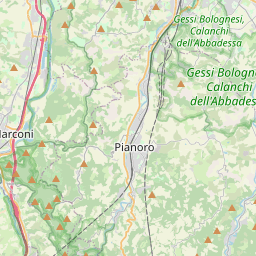 Gessi Bolognesi,
Calanchi
dell'Abbadessa
Gessi Bologne
Calanchi
dell'Abbades
Marconi
Pianoro